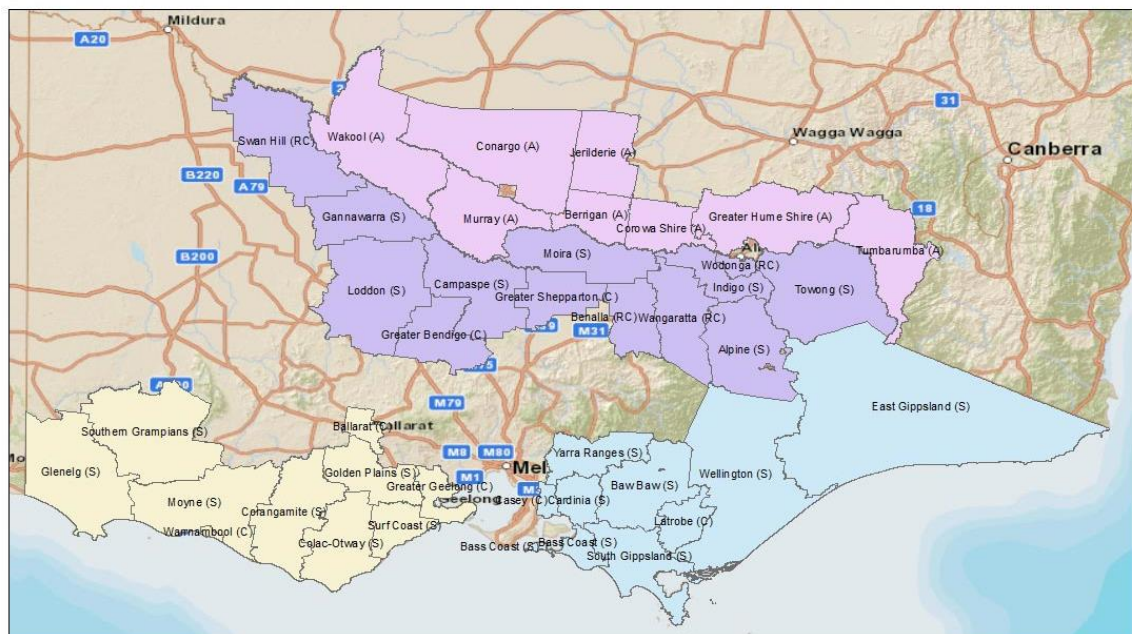 Mildura
A20
31
Wagga Wagga
Canberra
Swan Hill (RC)
Wakool (A)
Conargo (A)
Jerilderie (A)
B220
A79
18
Gannawarra (S)
Murray (A)
Berrigan (A)
Corowa Shire (A)
Greater Hume Shire (A)
Tumbarumba (A)
B200
Moira (S)
Wodonga (RC)
Loddon (S)
Campaspe (S)
Indigo (S)
Towong (S)
Greater Shepparton (C)
Benalla (RC)
Wangaratta (RC)
M31
Greater Bendigo (C)
Alpine (S)
M79
East Gippsland (S)
Southern Grampians (S)
Ballarat (C)
M8
M80
Yarra Ranges (S)
Glenelg (S)
Golden Plains (S)
Mel
Wellington (S)
M1
Greater Geelong (C)
Baw Baw (S)
Moyne (S)
Corangamite (S)
Casey (C)
Cardinia (S)
Surf Coast (S)
Latrobe (C)
Warrnambool (C)
Colac-Otway (S)
Bass Coast (S)
Bass Coast (S)
South Gippsland (S)